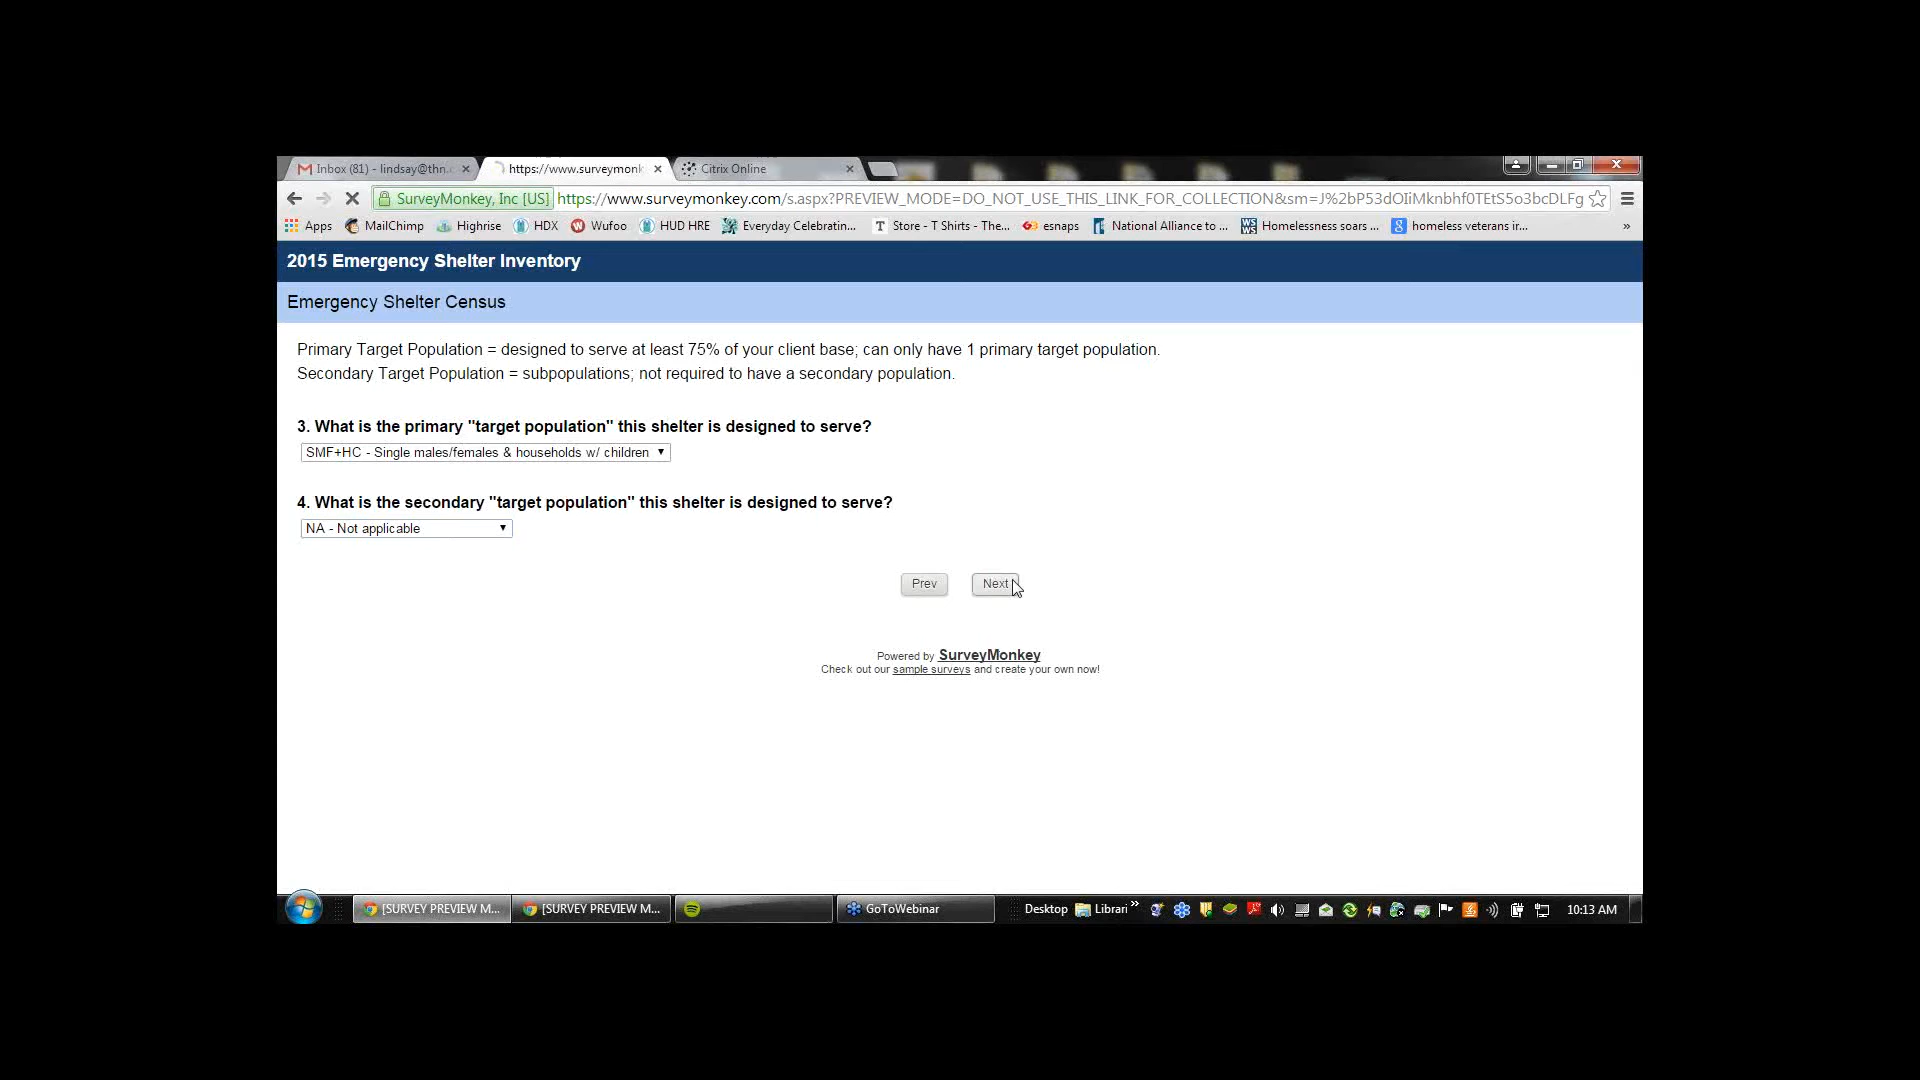 Inbox (81) - lindsay@thn.
https://www.surveymonk
Citrix Online
SurveyMonkey, Inc [US] https://www.surveymonkey.com/s.aspx?PREVIEW_MODE=DO_NOT_USE_THIS_LINK_FOR_COLLECTION&sm=J%2bP53dOIiMknbhf0TEtS5o3bcDLFg
Apps MailChimp Highrise HDX Wufoo HUD HRE Everyday Celebratin... Store - T Shirts - The... esnaps National Alliance to ... Homelessness soars ... homeless veterans ir... »
2015 Emergency Shelter Inventory
Emergency Shelter Census
Primary Target Population = designed to serve at least 75% of your client base; can only have 1 primary target population.
Secondary Target Population = subpopulations; not required to have a secondary population.
3. What is the primary "target population" this shelter is designed to serve?
SMF+HC - Single males/females & households w/ children
4. What is the secondary "target population" this shelter is designed to serve?
NA - Not applicable
Prev Next
Powered by SurveyMonkey
Check out our sample surveys and create your own now!
[SURVEY PREVIEW M... [SURVEY PREVIEW M... GoToWebinar Desktop Librari » 10:13 AM